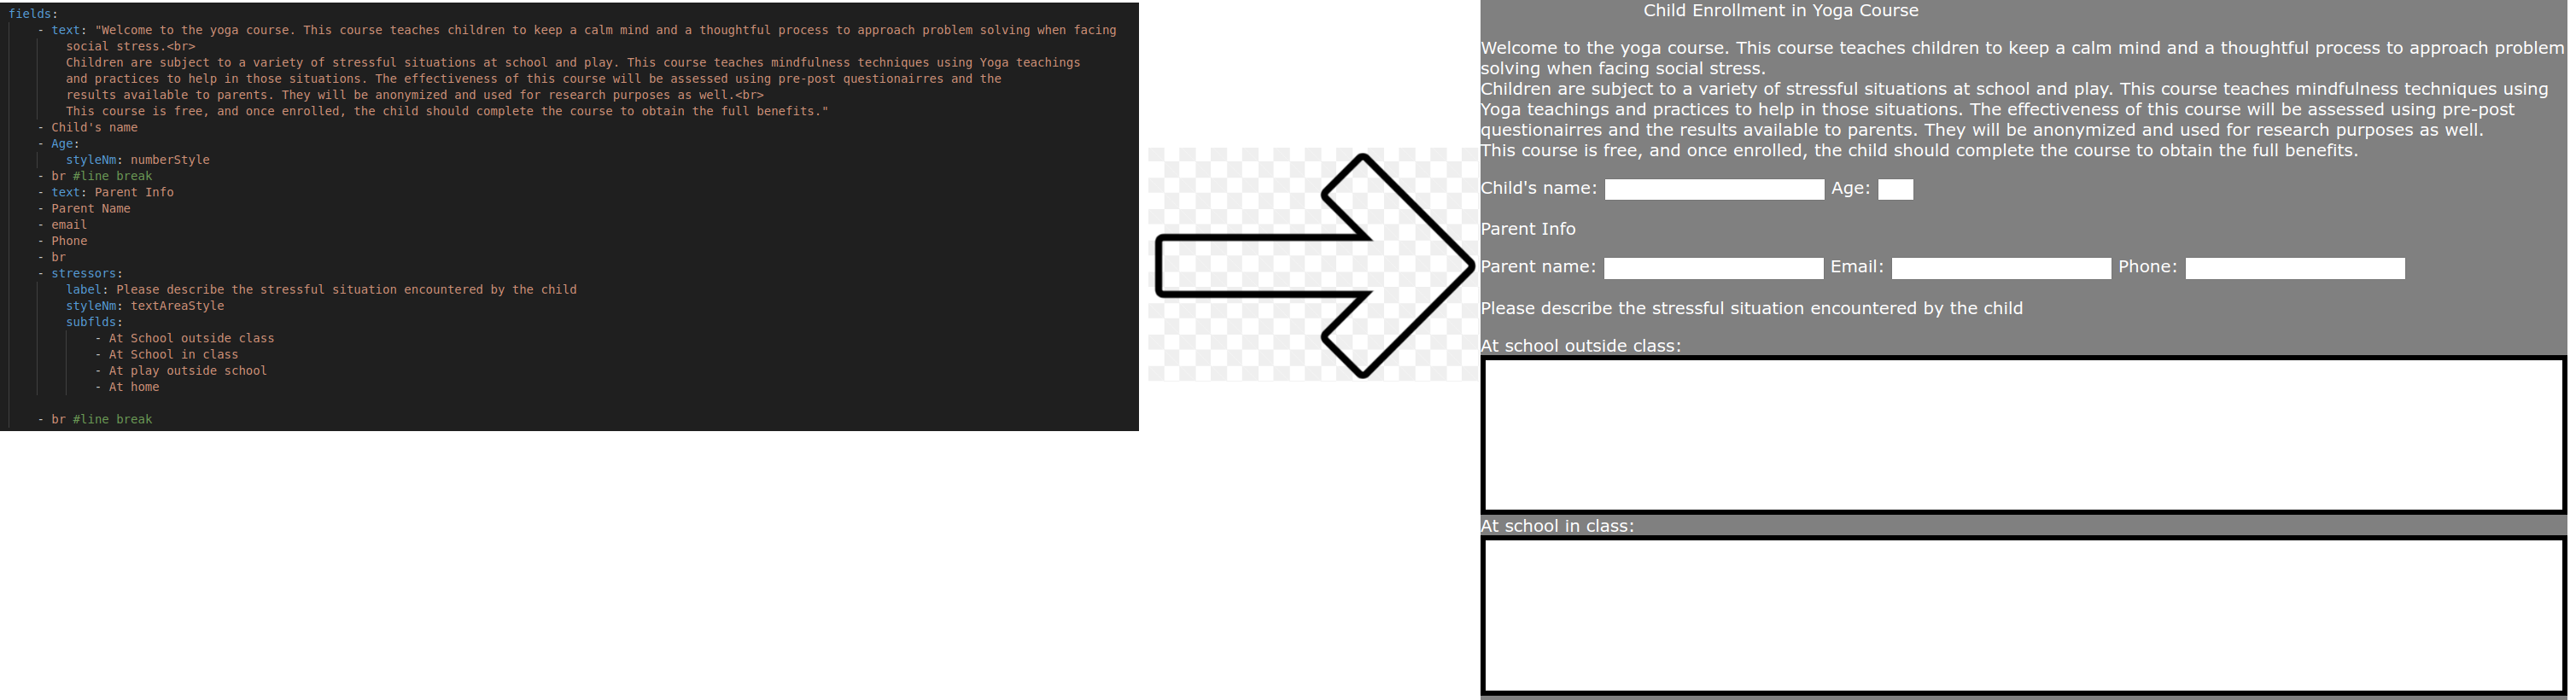 fields:
- text: "Welcome to the yoga course. This course teaches children to keep a calm mind and a thoughtful process to approach problem solving when facing
social stress.<br>
Children are subject to a variety of stressful situations at school and play. This course teaches mindfulness techniques using Yoga teachings
and practices to help in those situations. The effectiveness of this course will be assessed using pre-post questionairres and the
results available to parents. They will be anonymized and used for research purposes as well.<br>
This course is free, and once enrolled, the child should complete the course to obtain the full benefits."
- Child's name
- Age:
styleNm: numberStyle
- br #line break
- text: Parent Info
- Parent Name
- email
- Phone
- br
- stressors:
label: Please describe the stressful situation encountered by the child
styleNm: textAreaStyle
subflds:
- At School outside class
- At School in class
- At play outside school
- At home
- br #line break
Child Enrollment in Yoga Course
Welcome to the yoga course. This course teaches children to keep a calm mind and a thoughtful process to approach problem
solving when facing social stress.
Children are subject to a variety of stressful situations at school and play. This course teaches mindfulness techniques using
Yoga teachings and practices to help in those situations. The effectiveness of this course will be assessed using pre-post
questionairres and the results available to parents. They will be anonymized and used for research purposes as well.
This course is free, and once enrolled, the child should complete the course to obtain the full benefits.
Child's name: Age:
Parent Info
Parent name: Email: Phone:
Please describe the stressful situation encountered by the child
At school outside class:
At school in class: